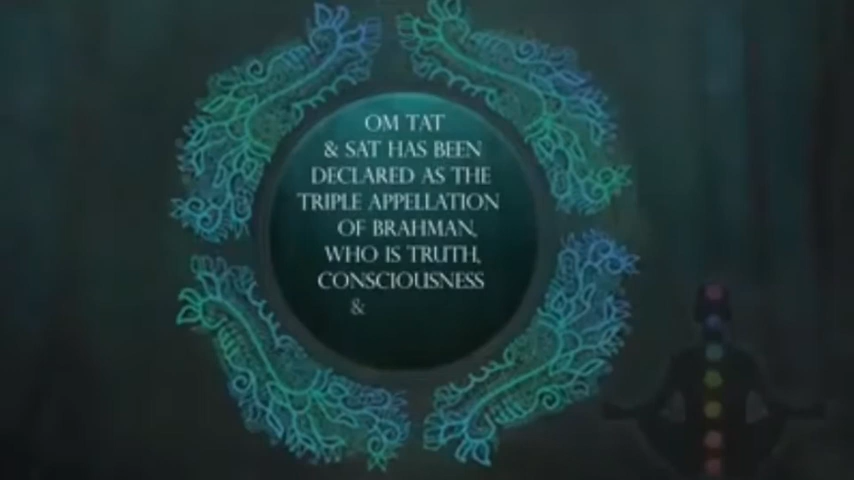 OM TAT
& SAT HAS BEEN
DECLARED AS THE
TRIPLE APPELLATION
OF BRAHMAN,
WHO IS TRUTH,
CONSCIOUSNESS
&